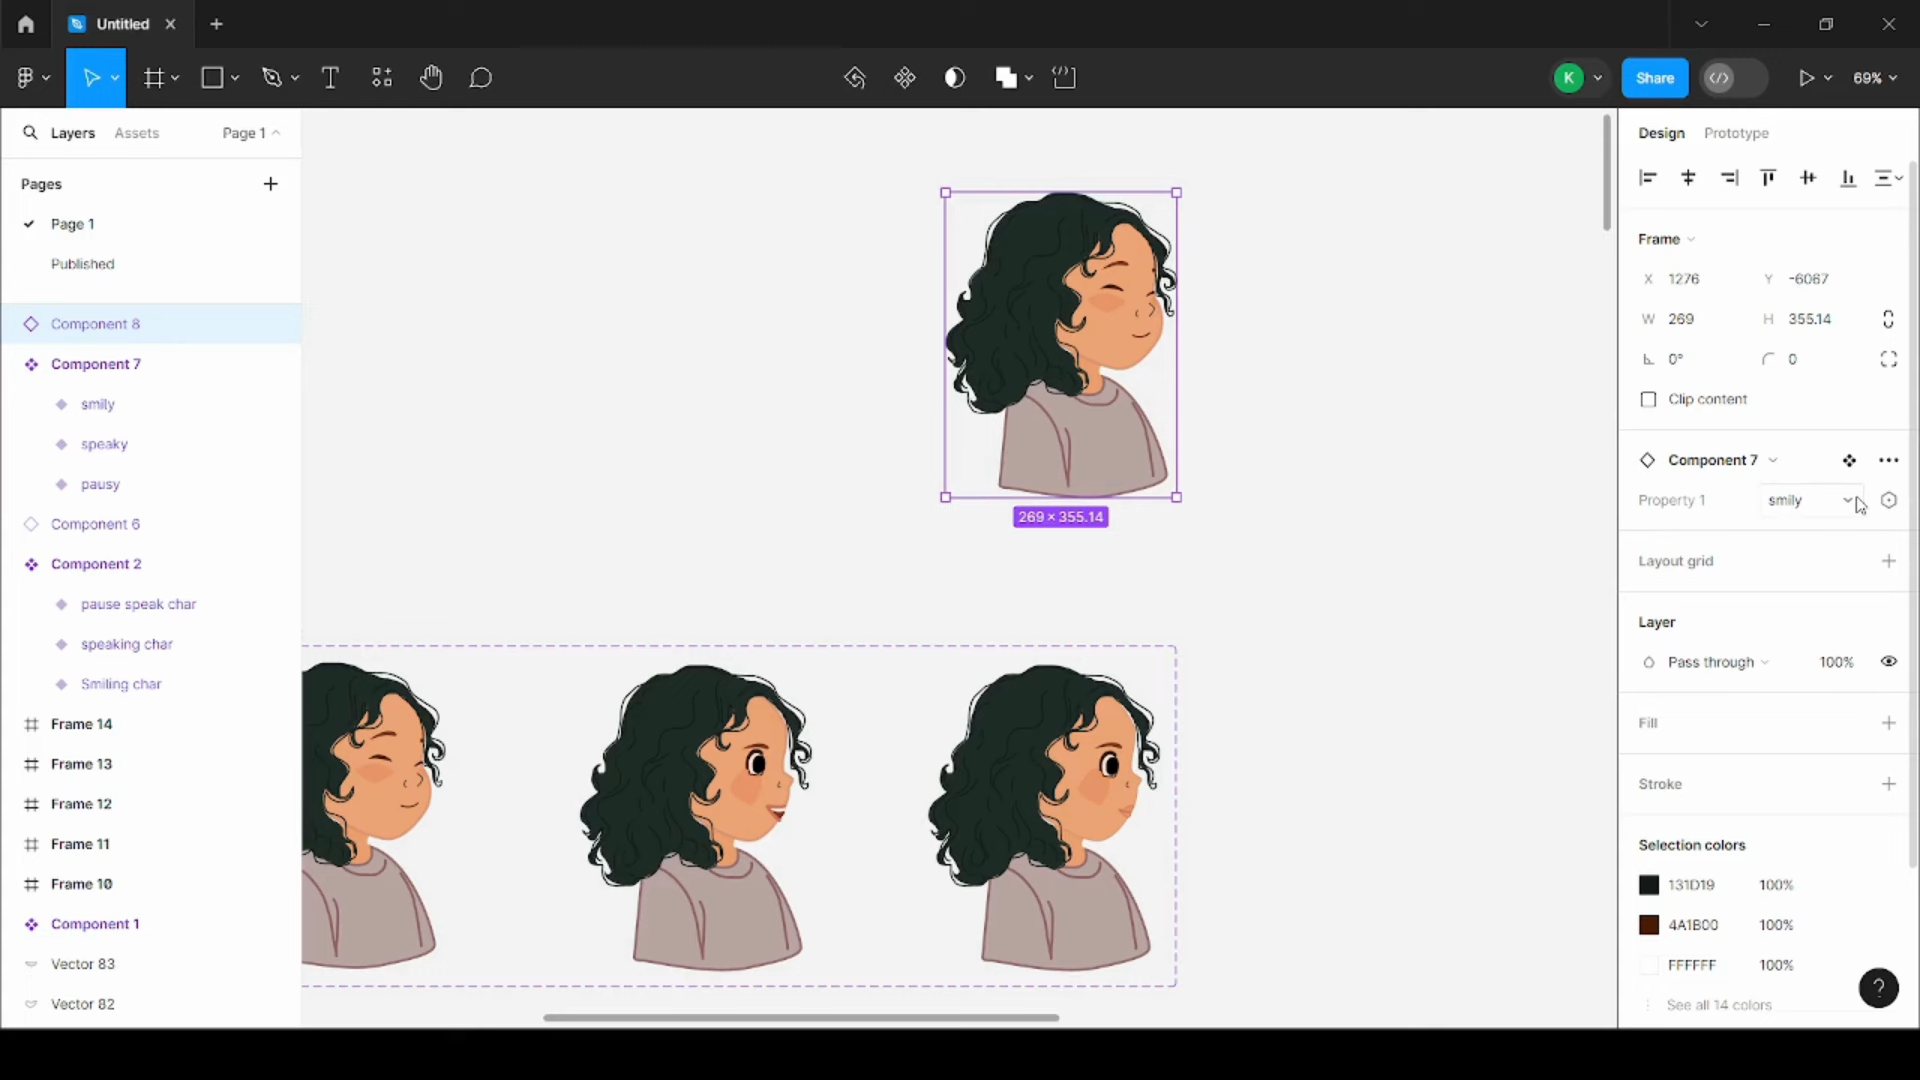 Untitled
K
Share
69%
Layers Assets Page 1
Pages
Page 1
Published
Component 8
Component 7
smily
speaky
pausy
Component 6
Component 2
pause speak char
speaking char
Smiling char
Frame 14
Frame 13
Frame 12
Frame 11
Frame 10
Component 1
Vector 83
Vector 82
269 × 355.14
Design Prototype
Frame
X 1276 Y -6067
W 269 H 355.14
0° 0
Clip content
Component 7
Property 1 smily
Layout grid
Layer
Pass through 100%
Fill
Stroke
Selection colors
131D19 100%
4A1B00 100%
FFFFFF 100%
See all 14 colors
?